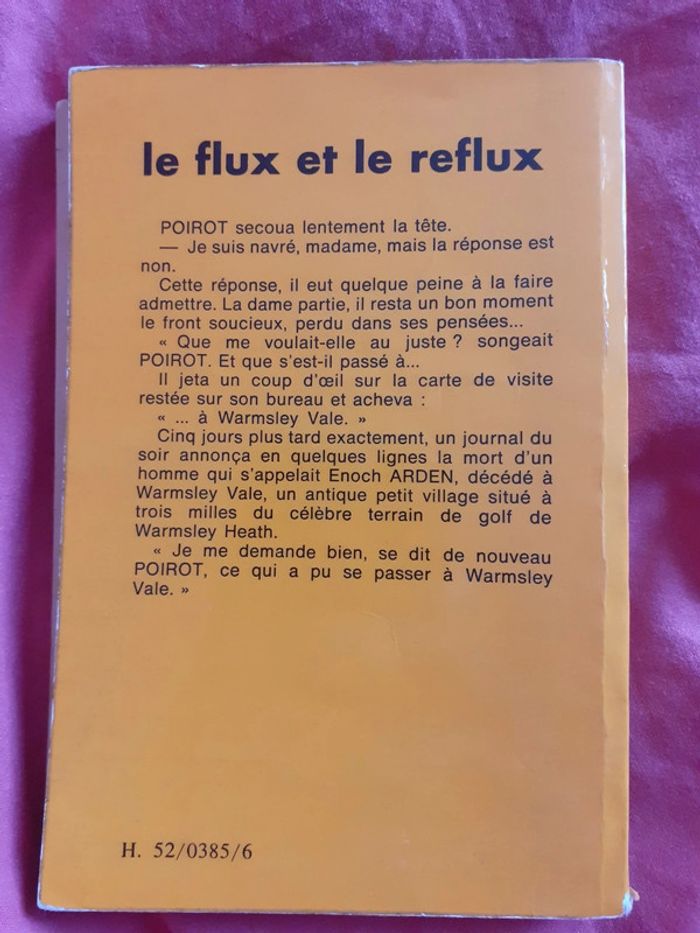 le flux et le reflux
POIROT secoua lentement la tête.
— Je suis navré, madame, mais la réponse est
non.
Cette réponse, il eut quelque peine à la faire
admettre. La dame partie, il resta un bon moment
le front soucieux, perdu dans ses pensées...
« Que me voulait-elle au juste ? songeait
POIROT. Et que s'est-il passé à...
Il jeta un coup d'œil sur la carte de visite
restée sur son bureau et acheva :
« ... à Warmsley Vale. »
Cinq jours plus tard exactement, un journal du
soir annonça en quelques lignes la mort d'un
homme qui s'appelait Enoch ARDEN, décédé à
Warmsley Vale, un antique petit village situé à
trois milles du célèbre terrain de golf de
Warmsley Heath.
« Je me demande bien, se dit de nouveau
POIROT, ce qui a pu se passer à Warmsley
Vale. »
H. 52/0385/6